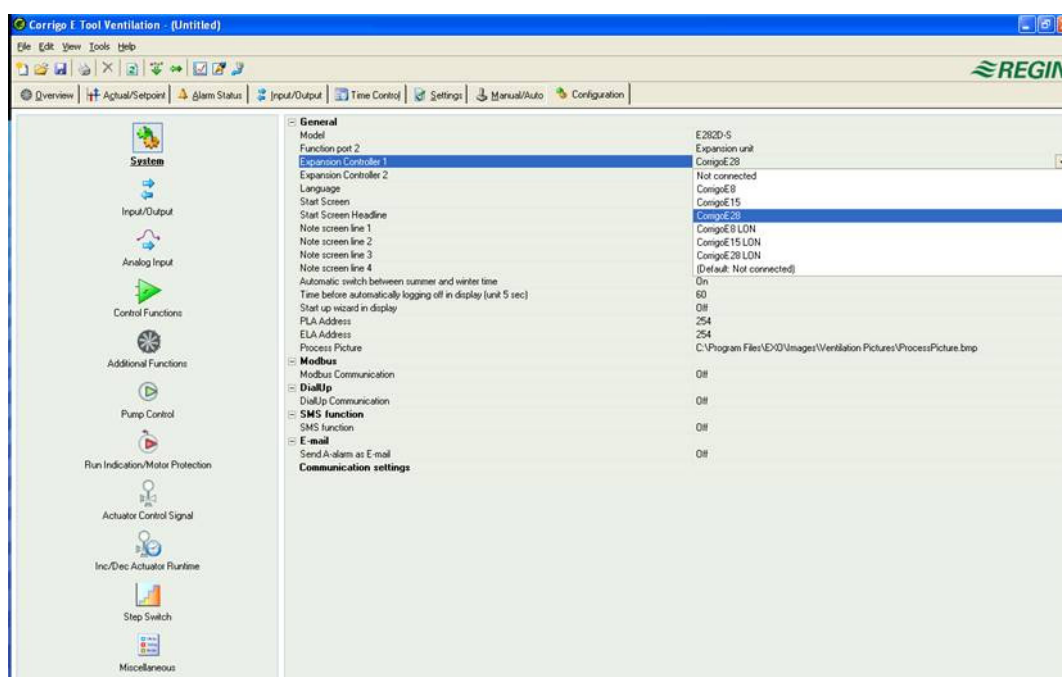 Corrigo E Tool Ventilation - (Untitled)
File Edit View Tools Help
REGIN
Overview Actual/Setpoint Alarm Status Input/Output Time Control Settings Manual/Auto Configuration
System
Input/Output
Analog Input
Control Functions
Additional Functions
Pump Control
Run Indication/Motor Protection
Actuator Control Signal
Inc/Dec Actuator Runtime
Step Switch
Miscellaneous
General
Model E282D-S
Function port 2 Expansion unit
Expansion Controller 1 CorrigoE28
Expansion Controller 2
Language
Start Screen
Start Screen Headline
Note screen line 1
Note screen line 2
Note screen line 3
Note screen line 4
Not connected
CorrigoE8
CorrigoE15
CorrigoE28
CorrigoE8 LON
CorrigoE15 LON
CorrigoE28 LON
(Default: Not connected)
Automatic switch between summer and winter time On
Time before automatically logging off in display (unit 5 sec) 60
Start up wizard in display Off
PLA Address 254
ELA Address 254
Process Picture C:\Program Files\EXO\Images\Ventilation Pictures\ProcessPicture.bmp
Modbus
Modbus Communication Off
DialUp
DialUp Communication Off
SMS function
SMS function Off
E-mail
Send A-alarm as E-mail Off
Communication settings